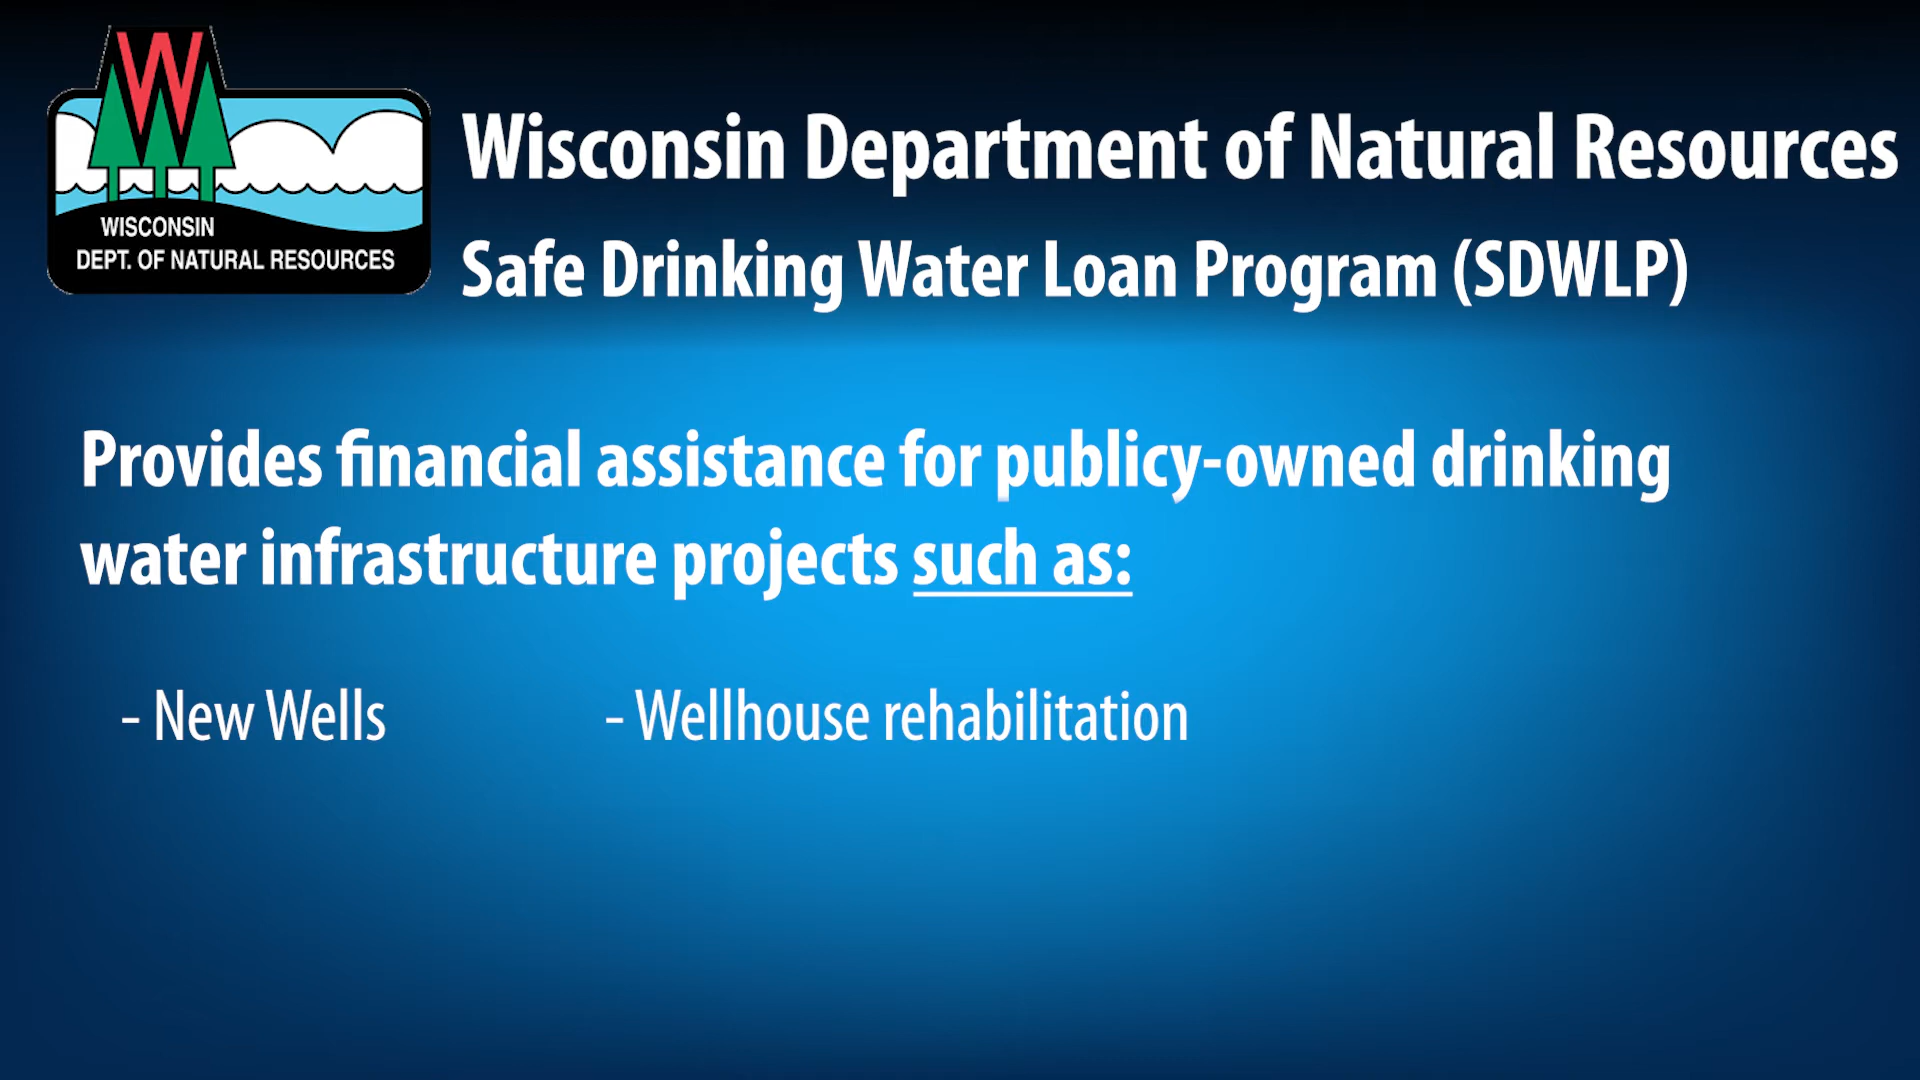 W
WISCONSIN
DEPT. OF NATURAL RESOURCES
Wisconsin Department of Natural Resources
Safe Drinking Water Loan Program (SDWLP)
Provides financial assistance for publicy-owned drinking
water infrastructure projects such as:
- New Wells
- Wellhouse rehabilitation